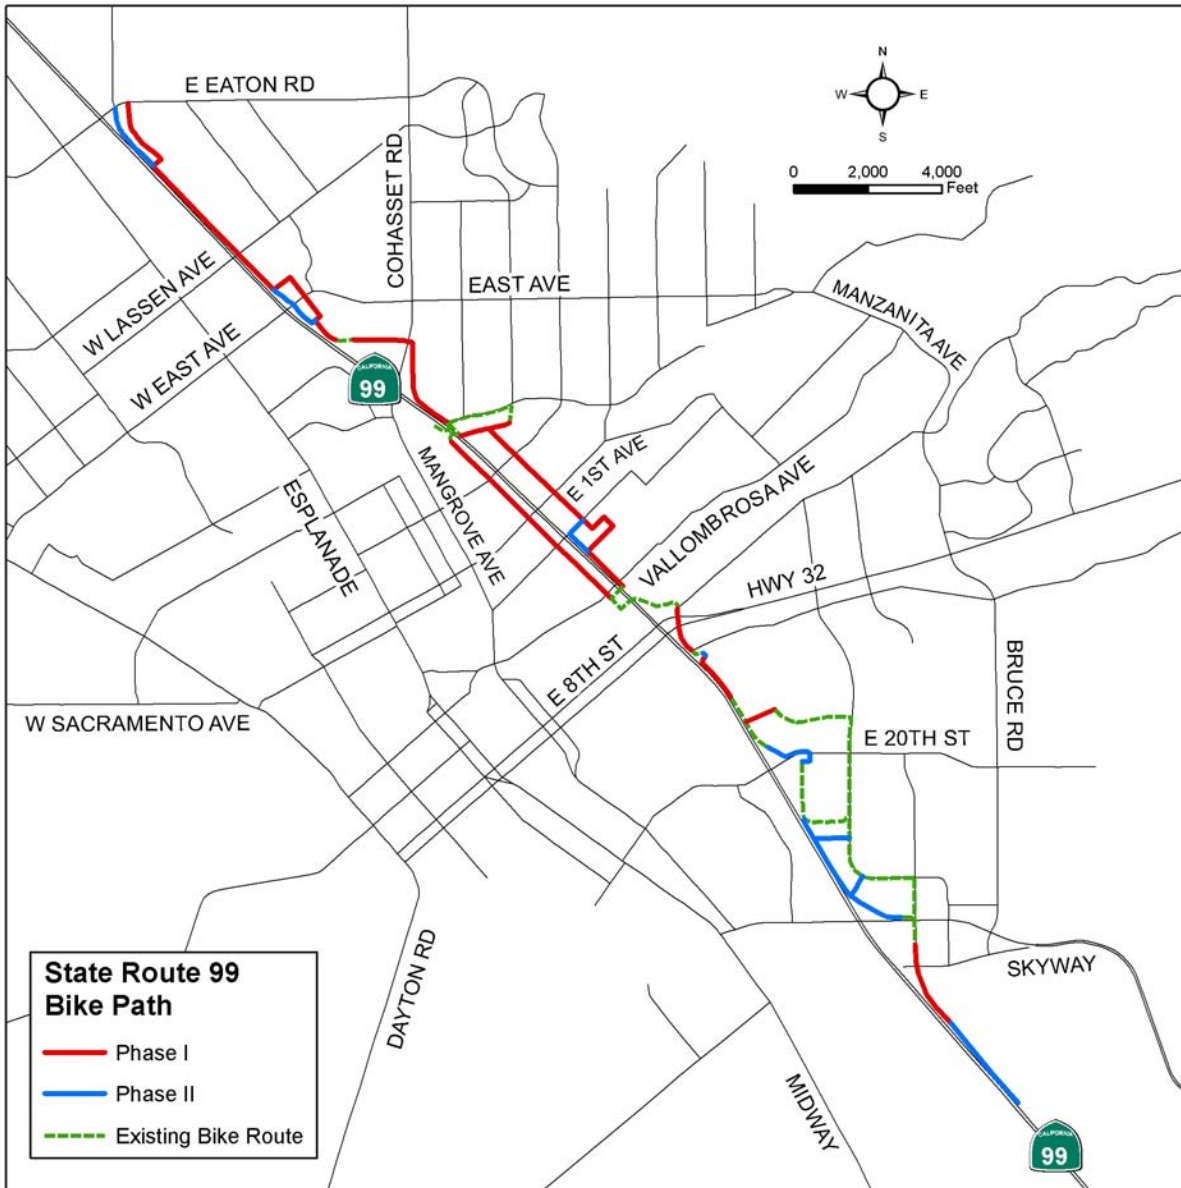 E EATON RD
N
W E
S
0 2,000 4,000
Feet
COHASSET RD
W LASSEN AVE
EAST AVE
MANZANITA AVE
W EAST AVE
CALIFORNIA
99
MANGROVE AVE
E 1ST AVE
ESPLANADE
VALLOMBROSA AVE
HWY 32
E 8TH ST
BRUCE RD
W SACRAMENTO AVE
E 20TH ST
SKYWAY
DAYTON RD
MIDWAY
State Route 99
Bike Path
Phase I
Phase II
Existing Bike Route
CALIFORNIA
99